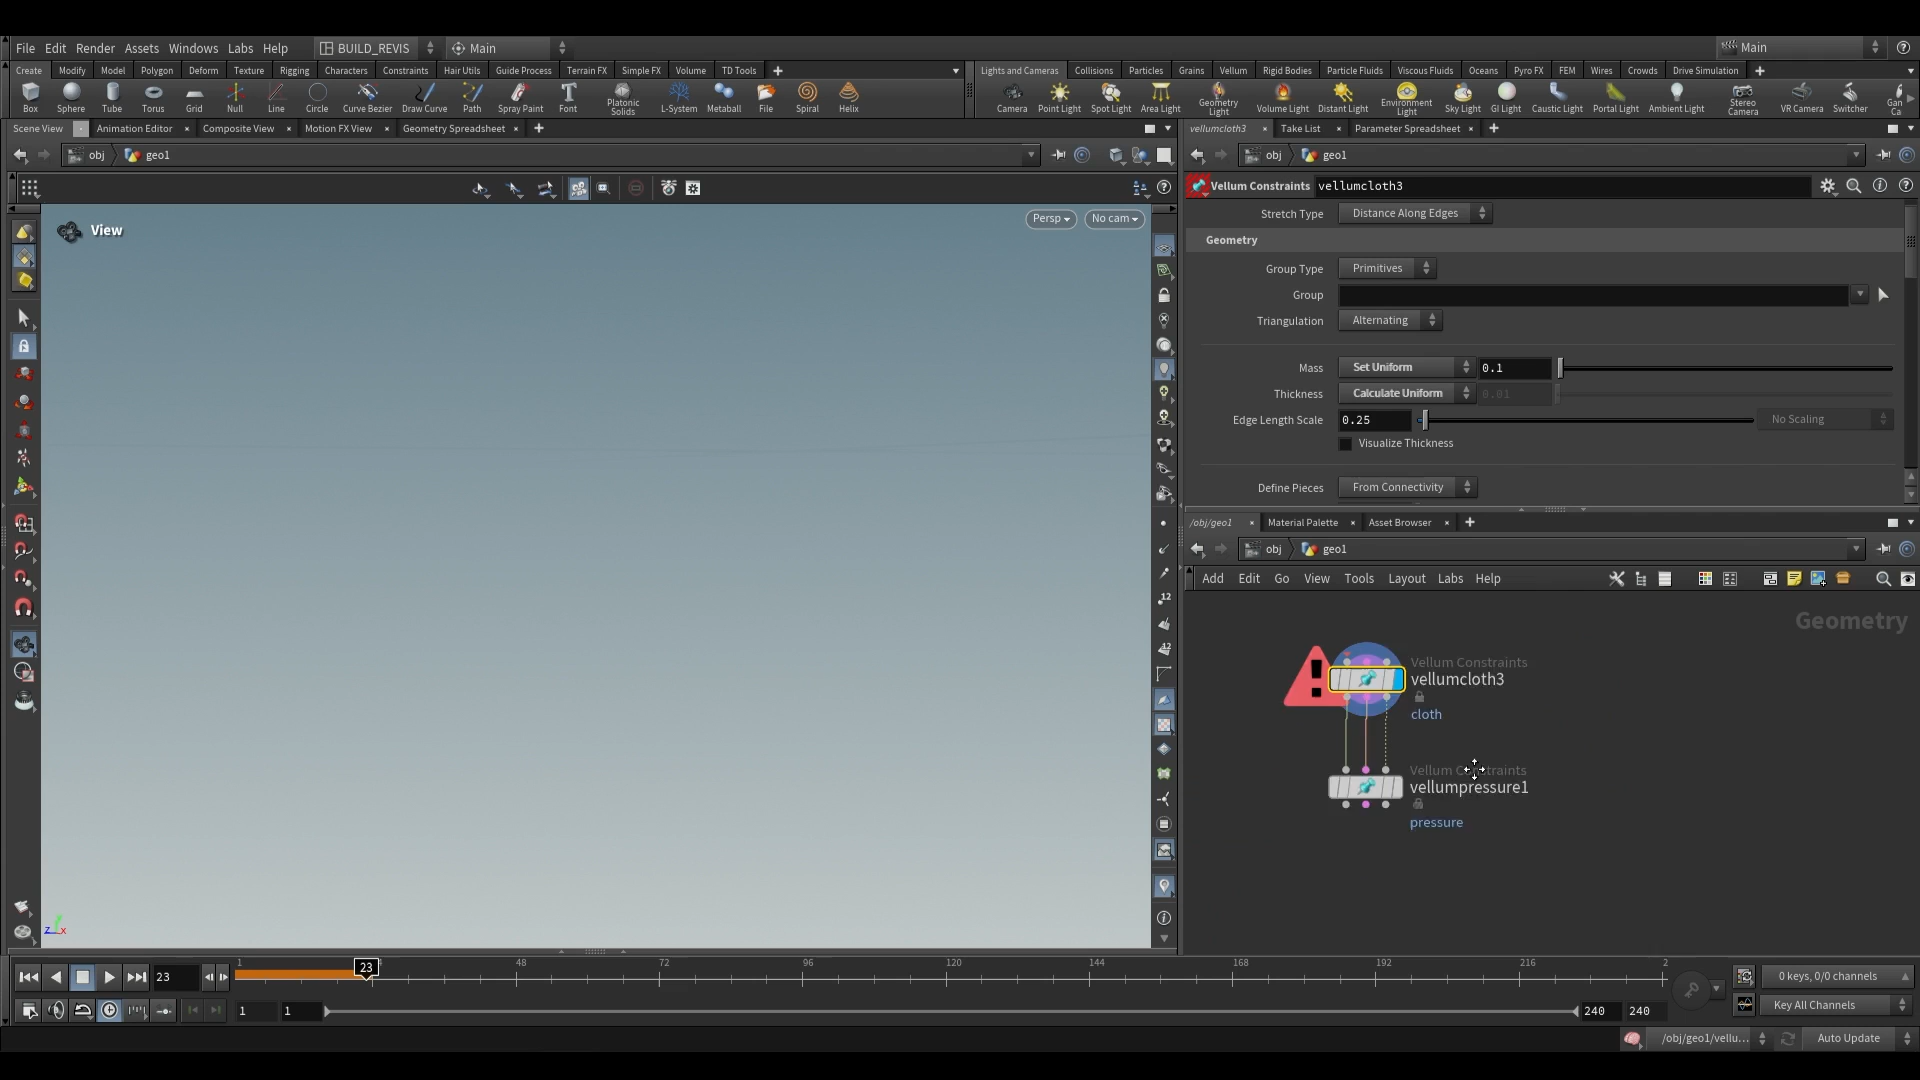 File Edit Render Assets Windows Labs Help BUILD_REVIS Main Main
Create Modify Model Polygon Deform Texture Rigging Characters Constraints Hair Utils Guide Process Terrain FX Simple FX Volume TD Tools
Lights and Cameras Collisions Particles Grains Vellum Rigid Bodies Particle Fluids Viscous Fluids Oceans Pyro FX FEM Wires Crowds Drive Simulation
Box Sphere Tube Torus Grid Null Line Circle Curve Bezier Draw Curve Path Spray Paint Font Platonic Solids L-System Metaball File Spiral Helix
Camera Point Light Spot Light Area Light Geometry Light Volume Light Distant Light Environment Light Sky Light GI Light Caustic Light Portal Light Ambient Light Stereo Camera VR Camera Switcher Gan Ca
Scene View Animation Editor Composite View Motion FX View Geometry Spreadsheet
vellumcloth3 Take List Parameter Spreadsheet
obj geo1
obj geo1
Vellum Constraints vellumcloth3
View Persp No cam
Stretch Type Distance Along Edges
Geometry
Group Type Primitives
Group
Triangulation Alternating
Mass Set Uniform 0.1
Thickness Calculate Uniform 0.01
Edge Length Scale 0.25 No Scaling
Visualize Thickness
Define Pieces From Connectivity
/obj/geo1 Material Palette Asset Browser
obj geo1
Add Edit Go View Tools Layout Labs Help
Geometry
Vellum Constraints
vellumcloth3
cloth
Vellum Constraints
vellumpressure1
pressure
12
12
z x
23 1 23 48 72 96 120 144 168 192 216 2
0 keys, 0/0 channels
1 1 240 240 Key All Channels
/obj/geo1/vellu... Auto Update